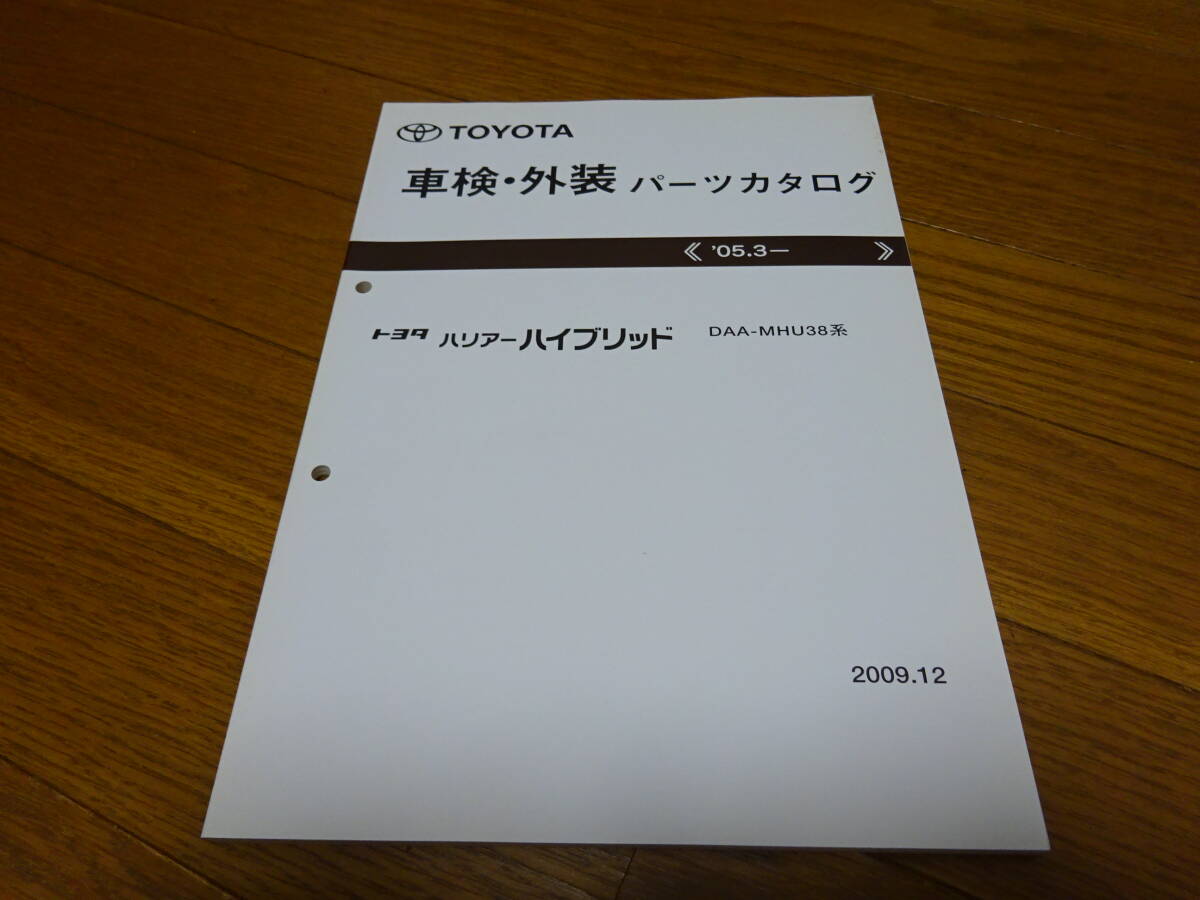 TOYOTA
車検・外装 パーツカタログ
《 ’05.3— 》
トヨタ ハリアーハイブリッド DAA-MHU38系
2009.12